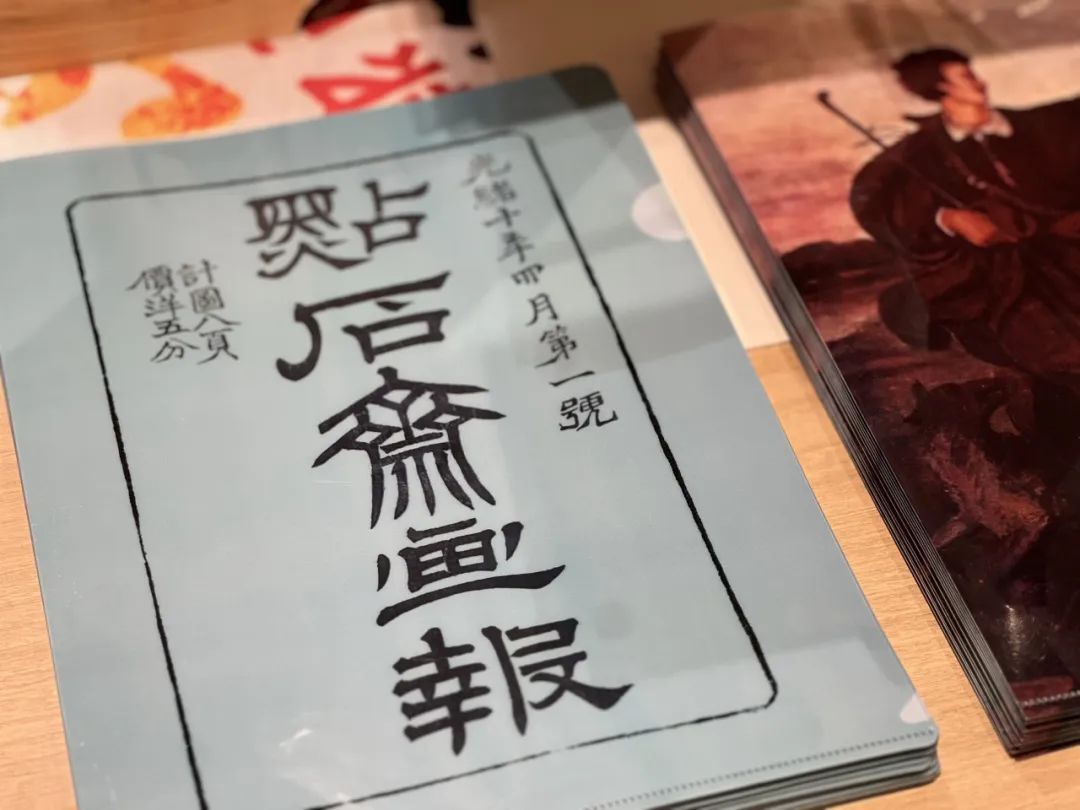 光緒十年四月第一號
點石齋画報
計圖八頁
價洋五分